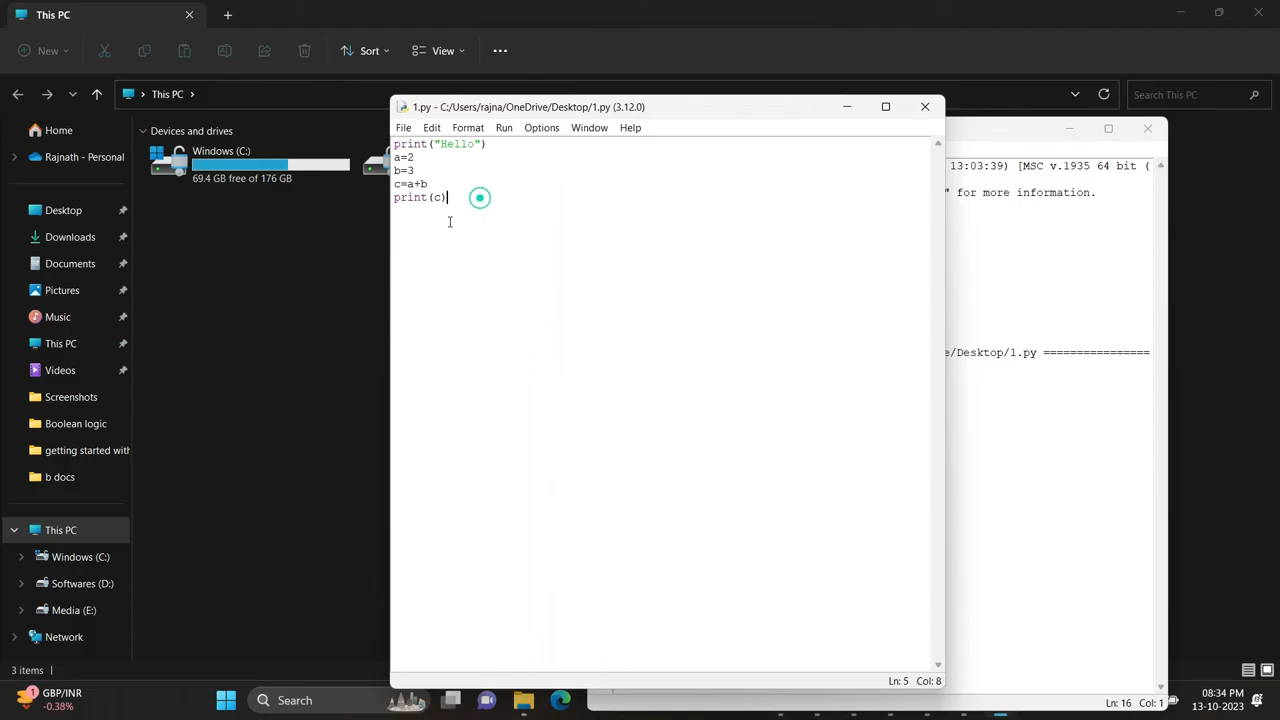 This PC
New
Sort
View
This PC
Search This PC
Home
Rajnath - Personal
Desktop
Downloads
Documents
Pictures
Music
This PC
Videos
Screenshots
Boolean logic
getting started with
b docs
This PC
Windows (C:)
Softwares (D:)
Media (E:)
Network
3 items
Devices and drives
Windows (C:)
69.4 GB free of 176 GB
1.py - C:/Users/rajna/OneDrive/Desktop/1.py (3.12.0)
File Edit Format Run Options Window Help
print("Hello")
a=2
b=3
c=a+b
print(c)
Ln: 5 Col: 8
13:03:39) [MSC v.1935 64 bit (
" for more information.
e/Desktop/1.py ================
Ln: 16 Col: 1
GBP/INR
-0.38%
Search
08:34 PM
13-10-2023